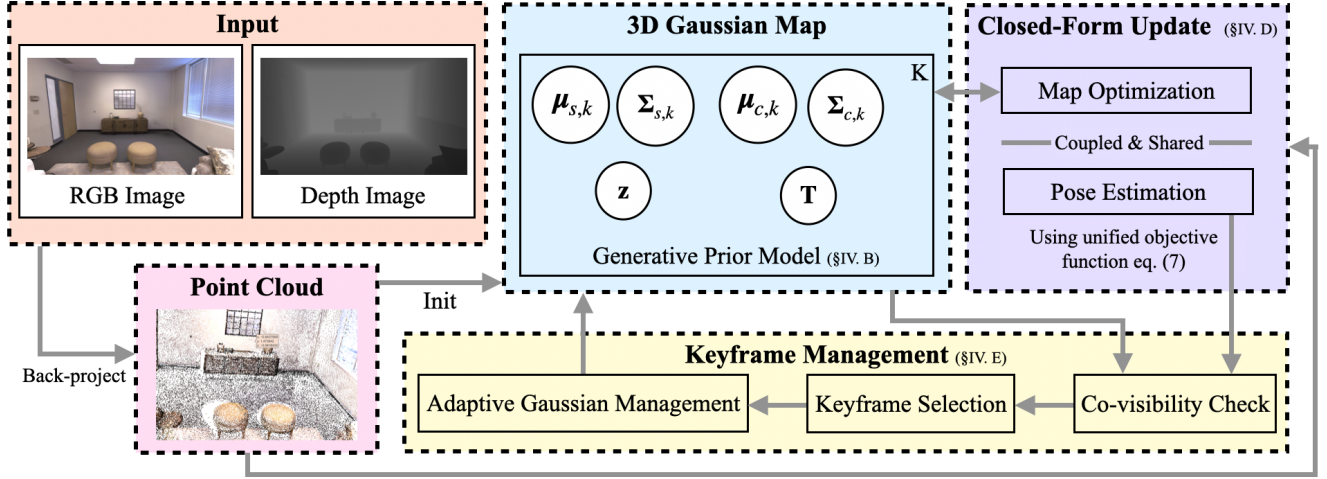 Input
RGB Image
Depth Image
3D Gaussian Map
K
μs,k
Σs,k
μc,k
Σc,k
z
T
Generative Prior Model (§IV. B)
Closed-Form Update (§IV. D)
Map Optimization
Coupled & Shared
Pose Estimation
Using unified objective
function eq. (7)
Back-project
Point Cloud
Init
Keyframe Management (§IV. E)
Adaptive Gaussian Management
Keyframe Selection
Co-visibility Check